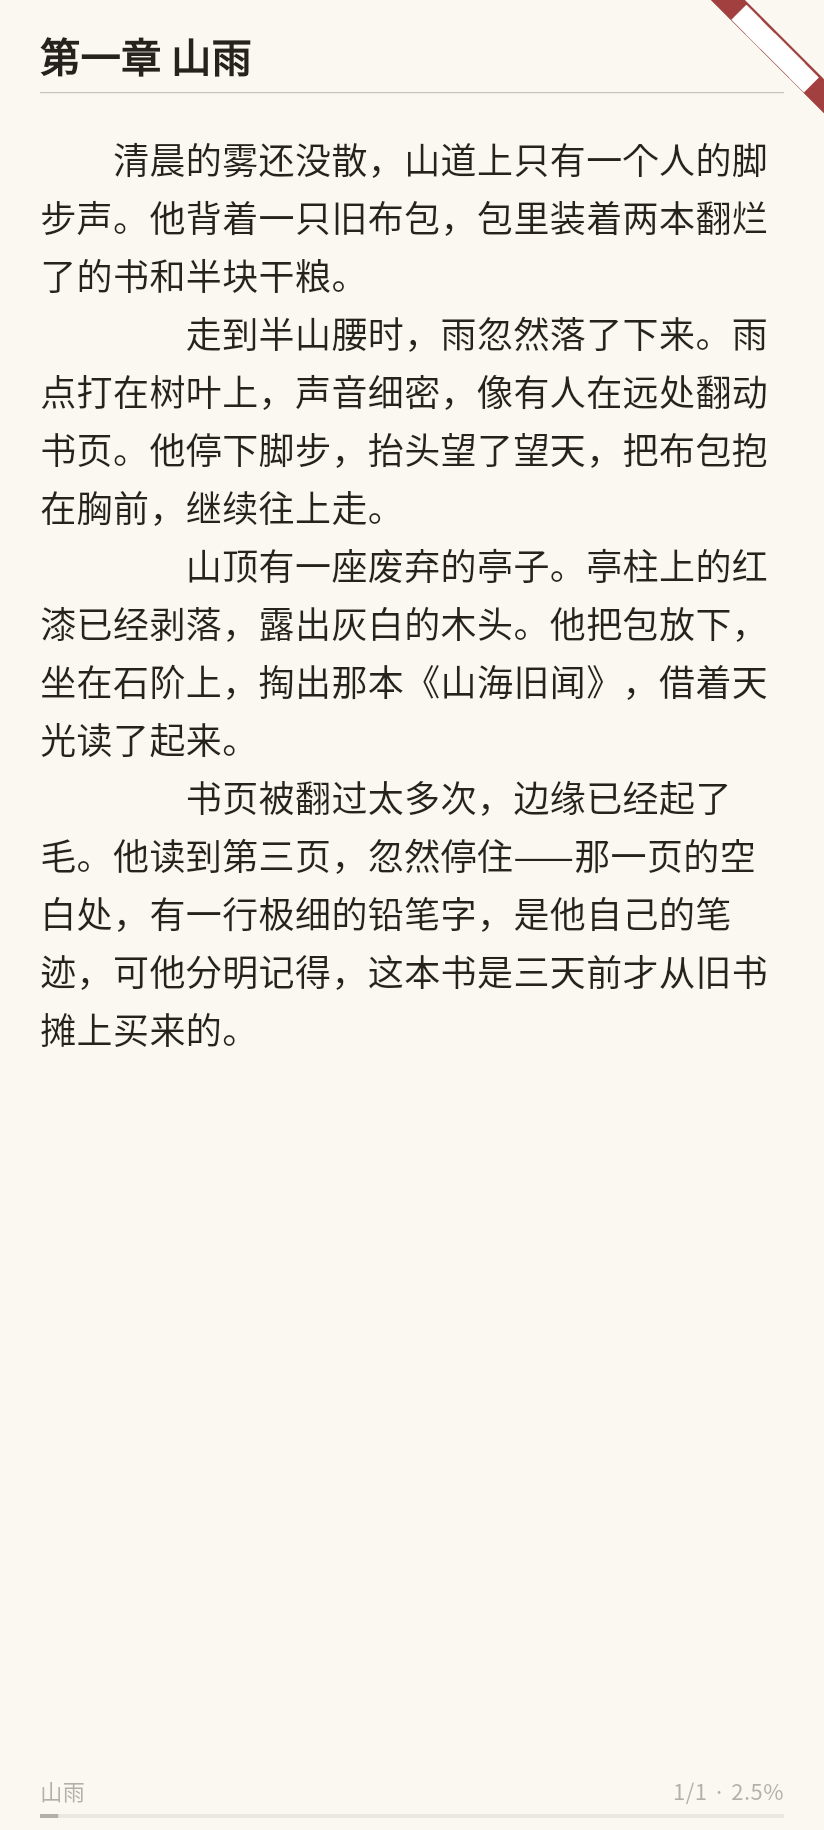 第一章 山雨
清晨的雾还没散，山道上只有一个人的脚
步声。他背着一只旧布包，包里装着两本翻烂
了的书和半块干粮。
走到半山腰时，雨忽然落了下来。雨
点打在树叶上，声音细密，像有人在远处翻动
书页。他停下脚步，抬头望了望天，把布包抱
在胸前，继续往上走。
山顶有一座废弃的亭子。亭柱上的红
漆已经剥落，露出灰白的木头。他把包放下，
坐在石阶上，掏出那本《山海旧闻》，借着天
光读了起来。
书页被翻过太多次，边缘已经起了
毛。他读到第三页，忽然停住——那一页的空
白处，有一行极细的铅笔字，是他自己的笔
迹，可他分明记得，这本书是三天前才从旧书
摊上买来的。
山雨
1/1 · 2.5%